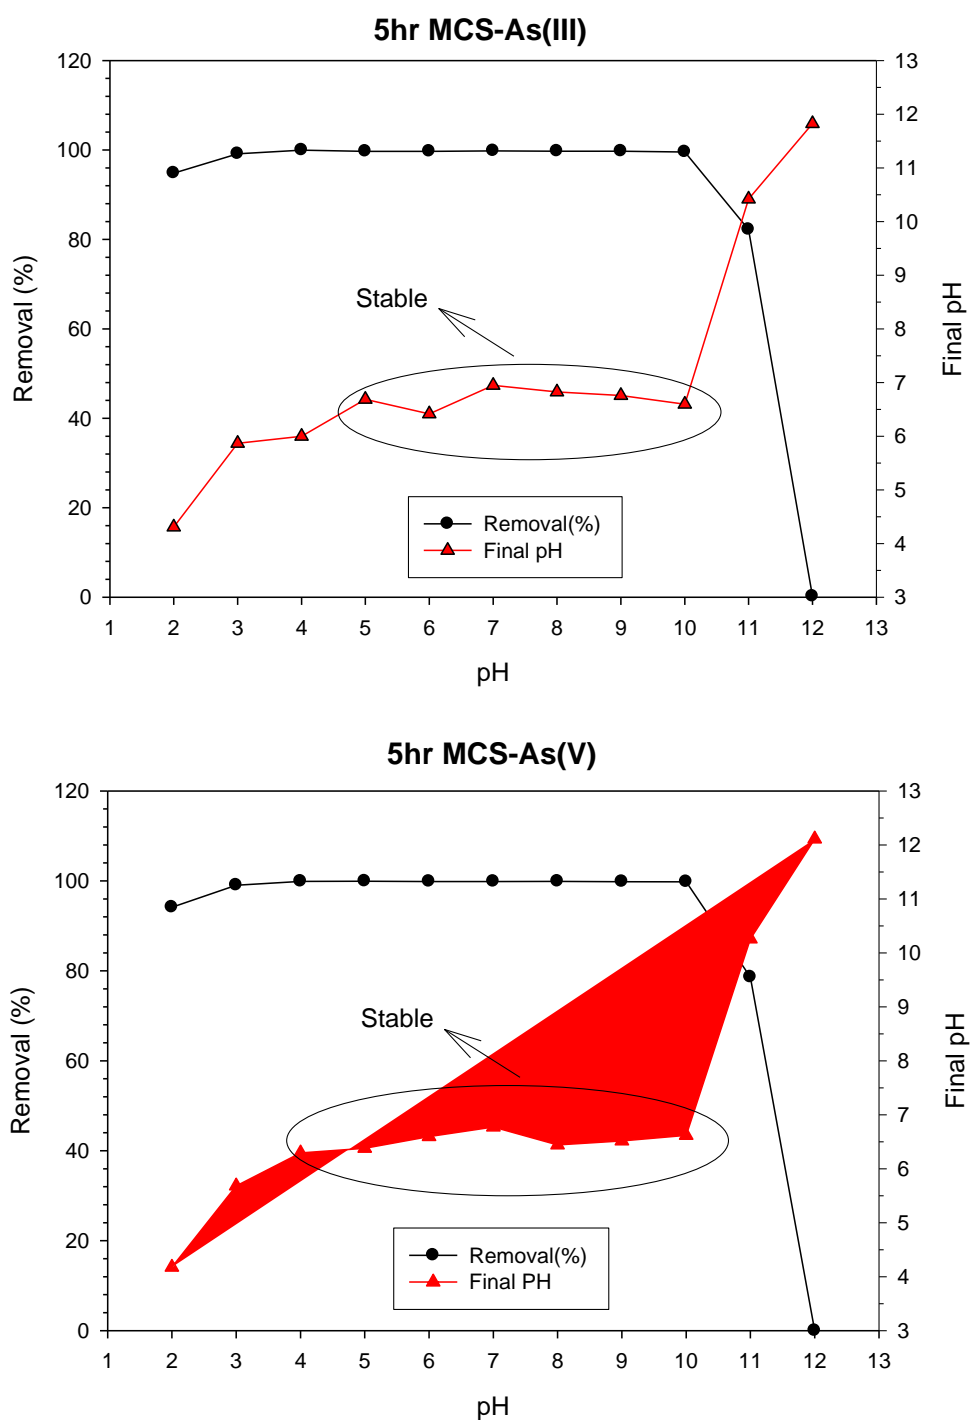 5hr MCS-As(III)
120
100
80
60
40
20
0
Removal (%)
13
12
11
10
9
8
7
6
5
4
3
Final pH
Stable
Removal(%)
Final pH
1 2 3 4 5 6 7 8 9 10 11 12 13
pH
5hr MCS-As(V)
120
100
80
60
40
20
0
Removal (%)
13
12
11
10
9
8
7
6
5
4
3
Final pH
Stable
Removal(%)
Final PH
1 2 3 4 5 6 7 8 9 10 11 12 13
pH